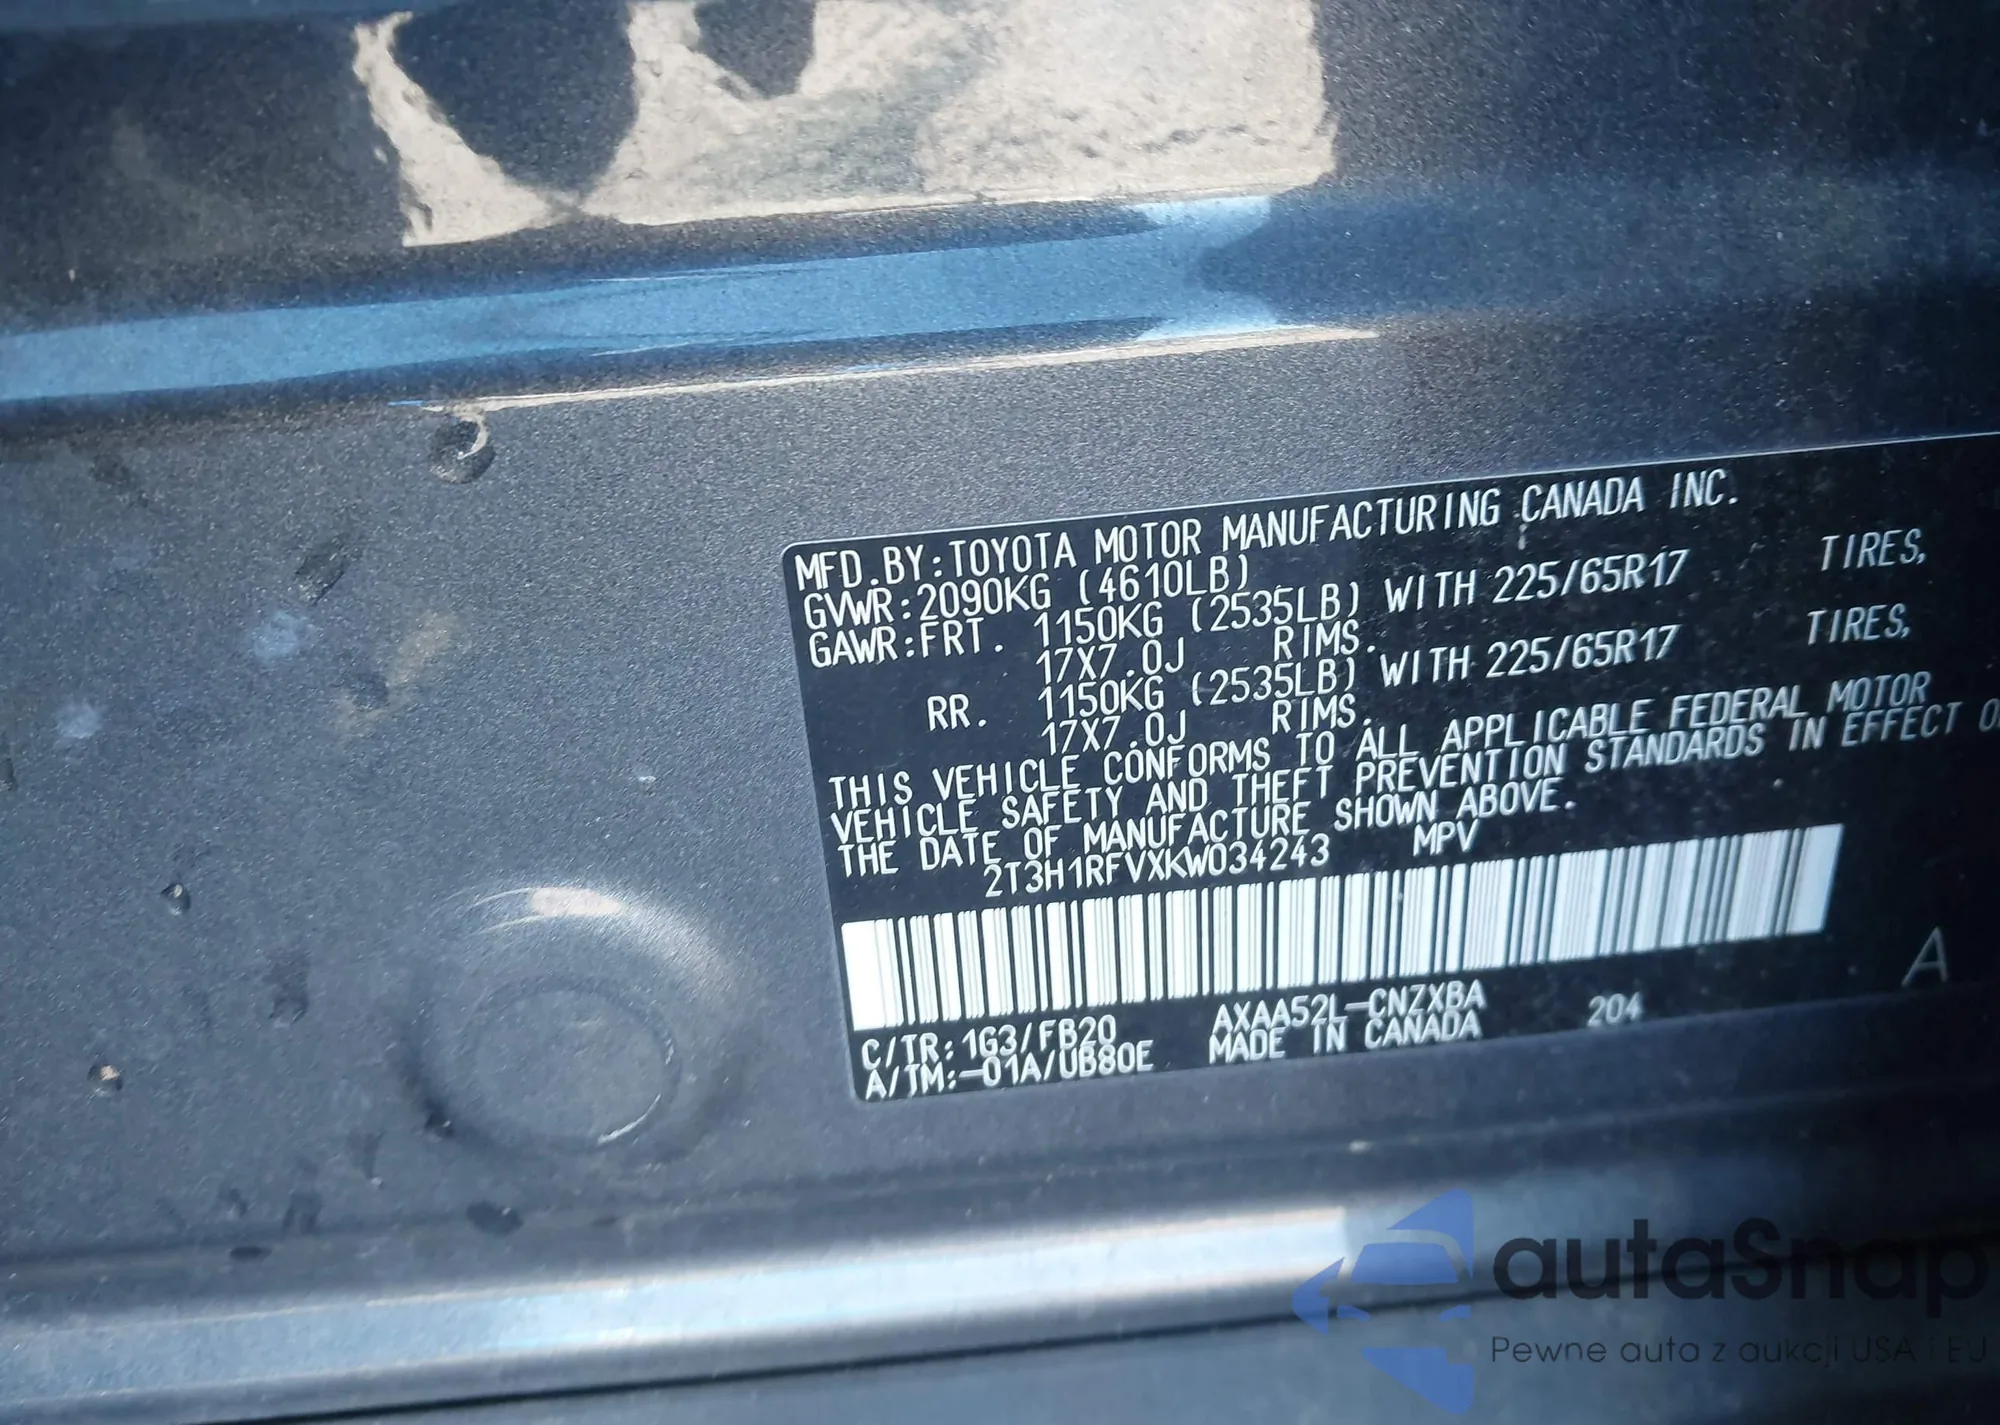 MFD.BY:TOYOTA MOTOR MANUFACTURING CANADA INC.
GVWR:2090KG (4610LB)
GAWR:FRT. 1150KG (2535LB) WITH 225/65R17 TIRES,
17X7.0J RIMS.
RR. 1150KG (2535LB) WITH 225/65R17 TIRES,
17X7.0J RIMS.
THIS VEHICLE CONFORMS TO ALL APPLICABLE FEDERAL MOTOR
VEHICLE SAFETY AND THEFT PREVENTION STANDARDS IN EFFECT
THE DATE OF MANUFACTURE SHOWN ABOVE.
2T3H1RFVXKW034243 MPV
A
C/TR:1G3/FB20 AXAA52L-CNZXBA 204
A/TM:-01A/UB80E MADE IN CANADA
autaSnap
Pewne auta z aukcji USA i EU